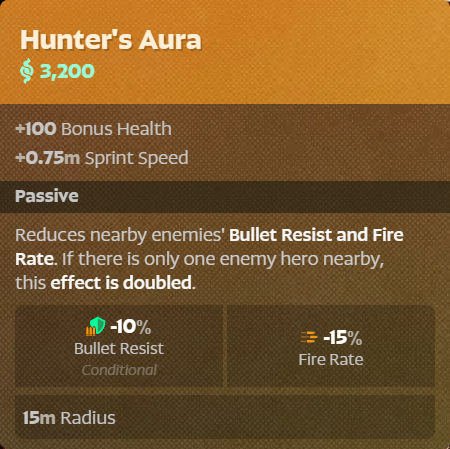 Hunter's Aura
3,200
+100 Bonus Health
+0.75m Sprint Speed
Passive
Reduces nearby enemies' Bullet Resist and Fire
Rate. If there is only one enemy hero nearby,
this effect is doubled.
-10%
Bullet Resist
Conditional
-15%
Fire Rate
15m Radius